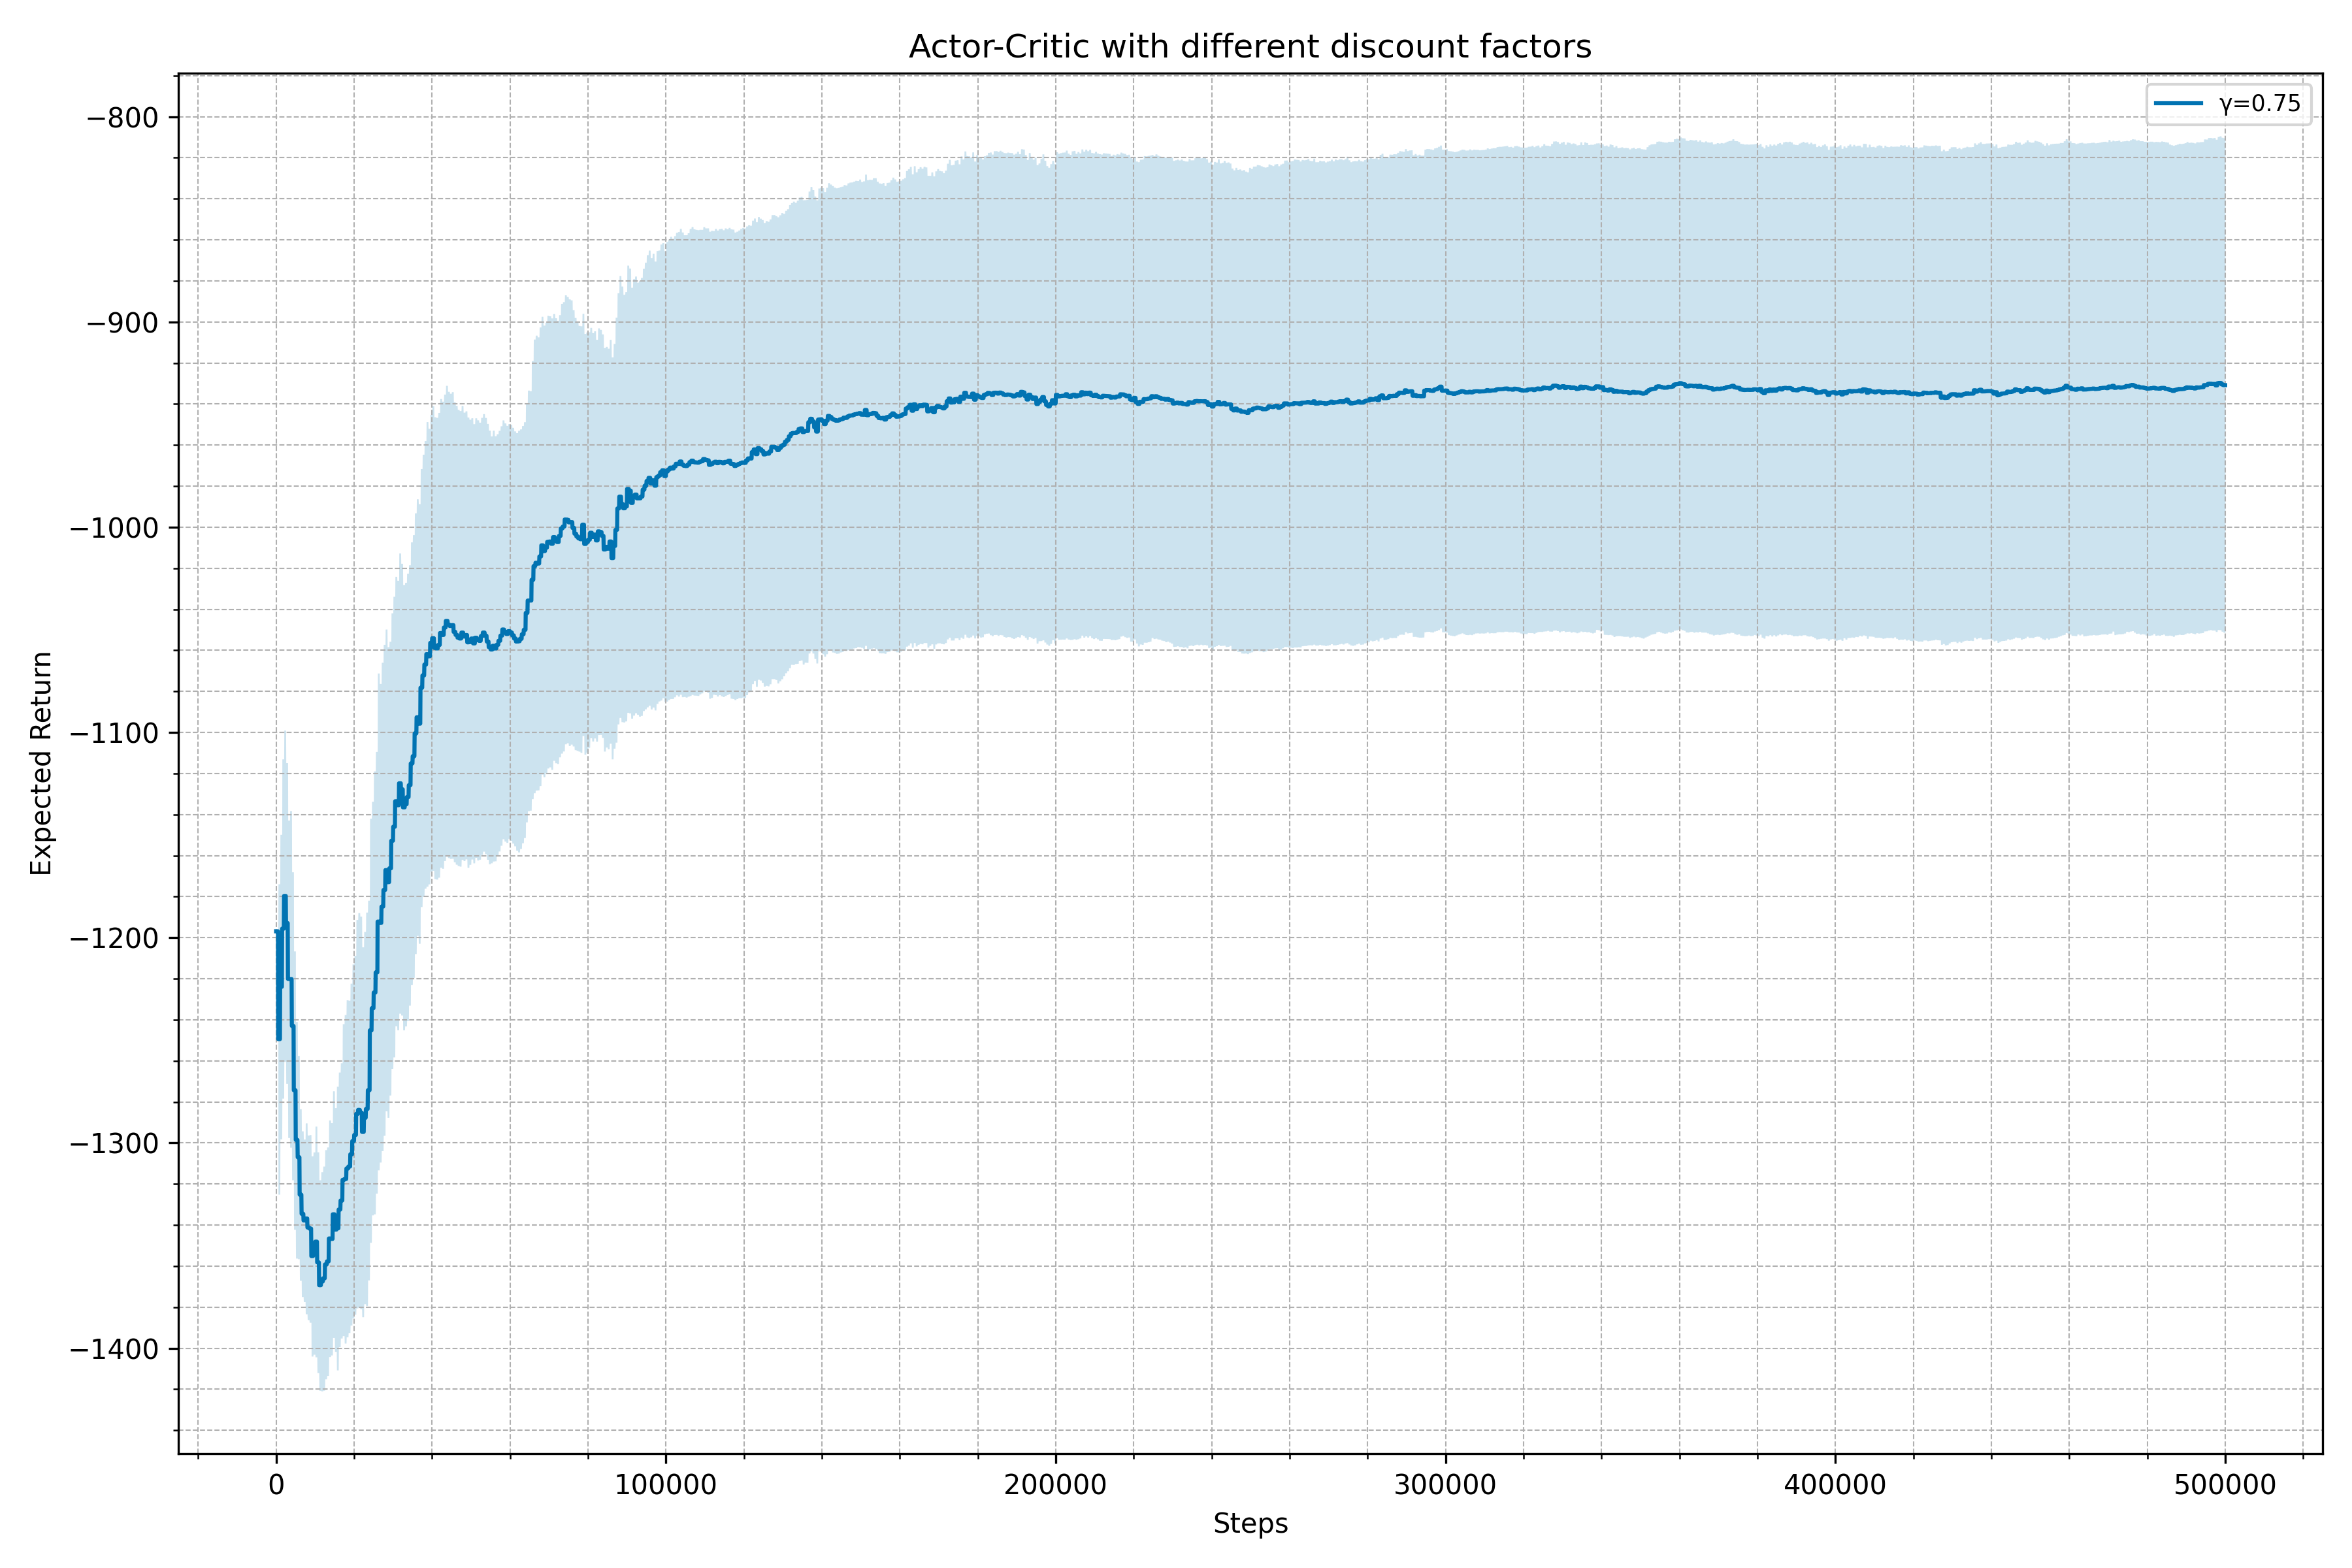 Actor-Critic with different discount factors
γ=0.75
Expected Return
−800
−900
−1000
−1100
−1200
−1300
−1400
0 100000 200000 300000 400000 500000
Steps